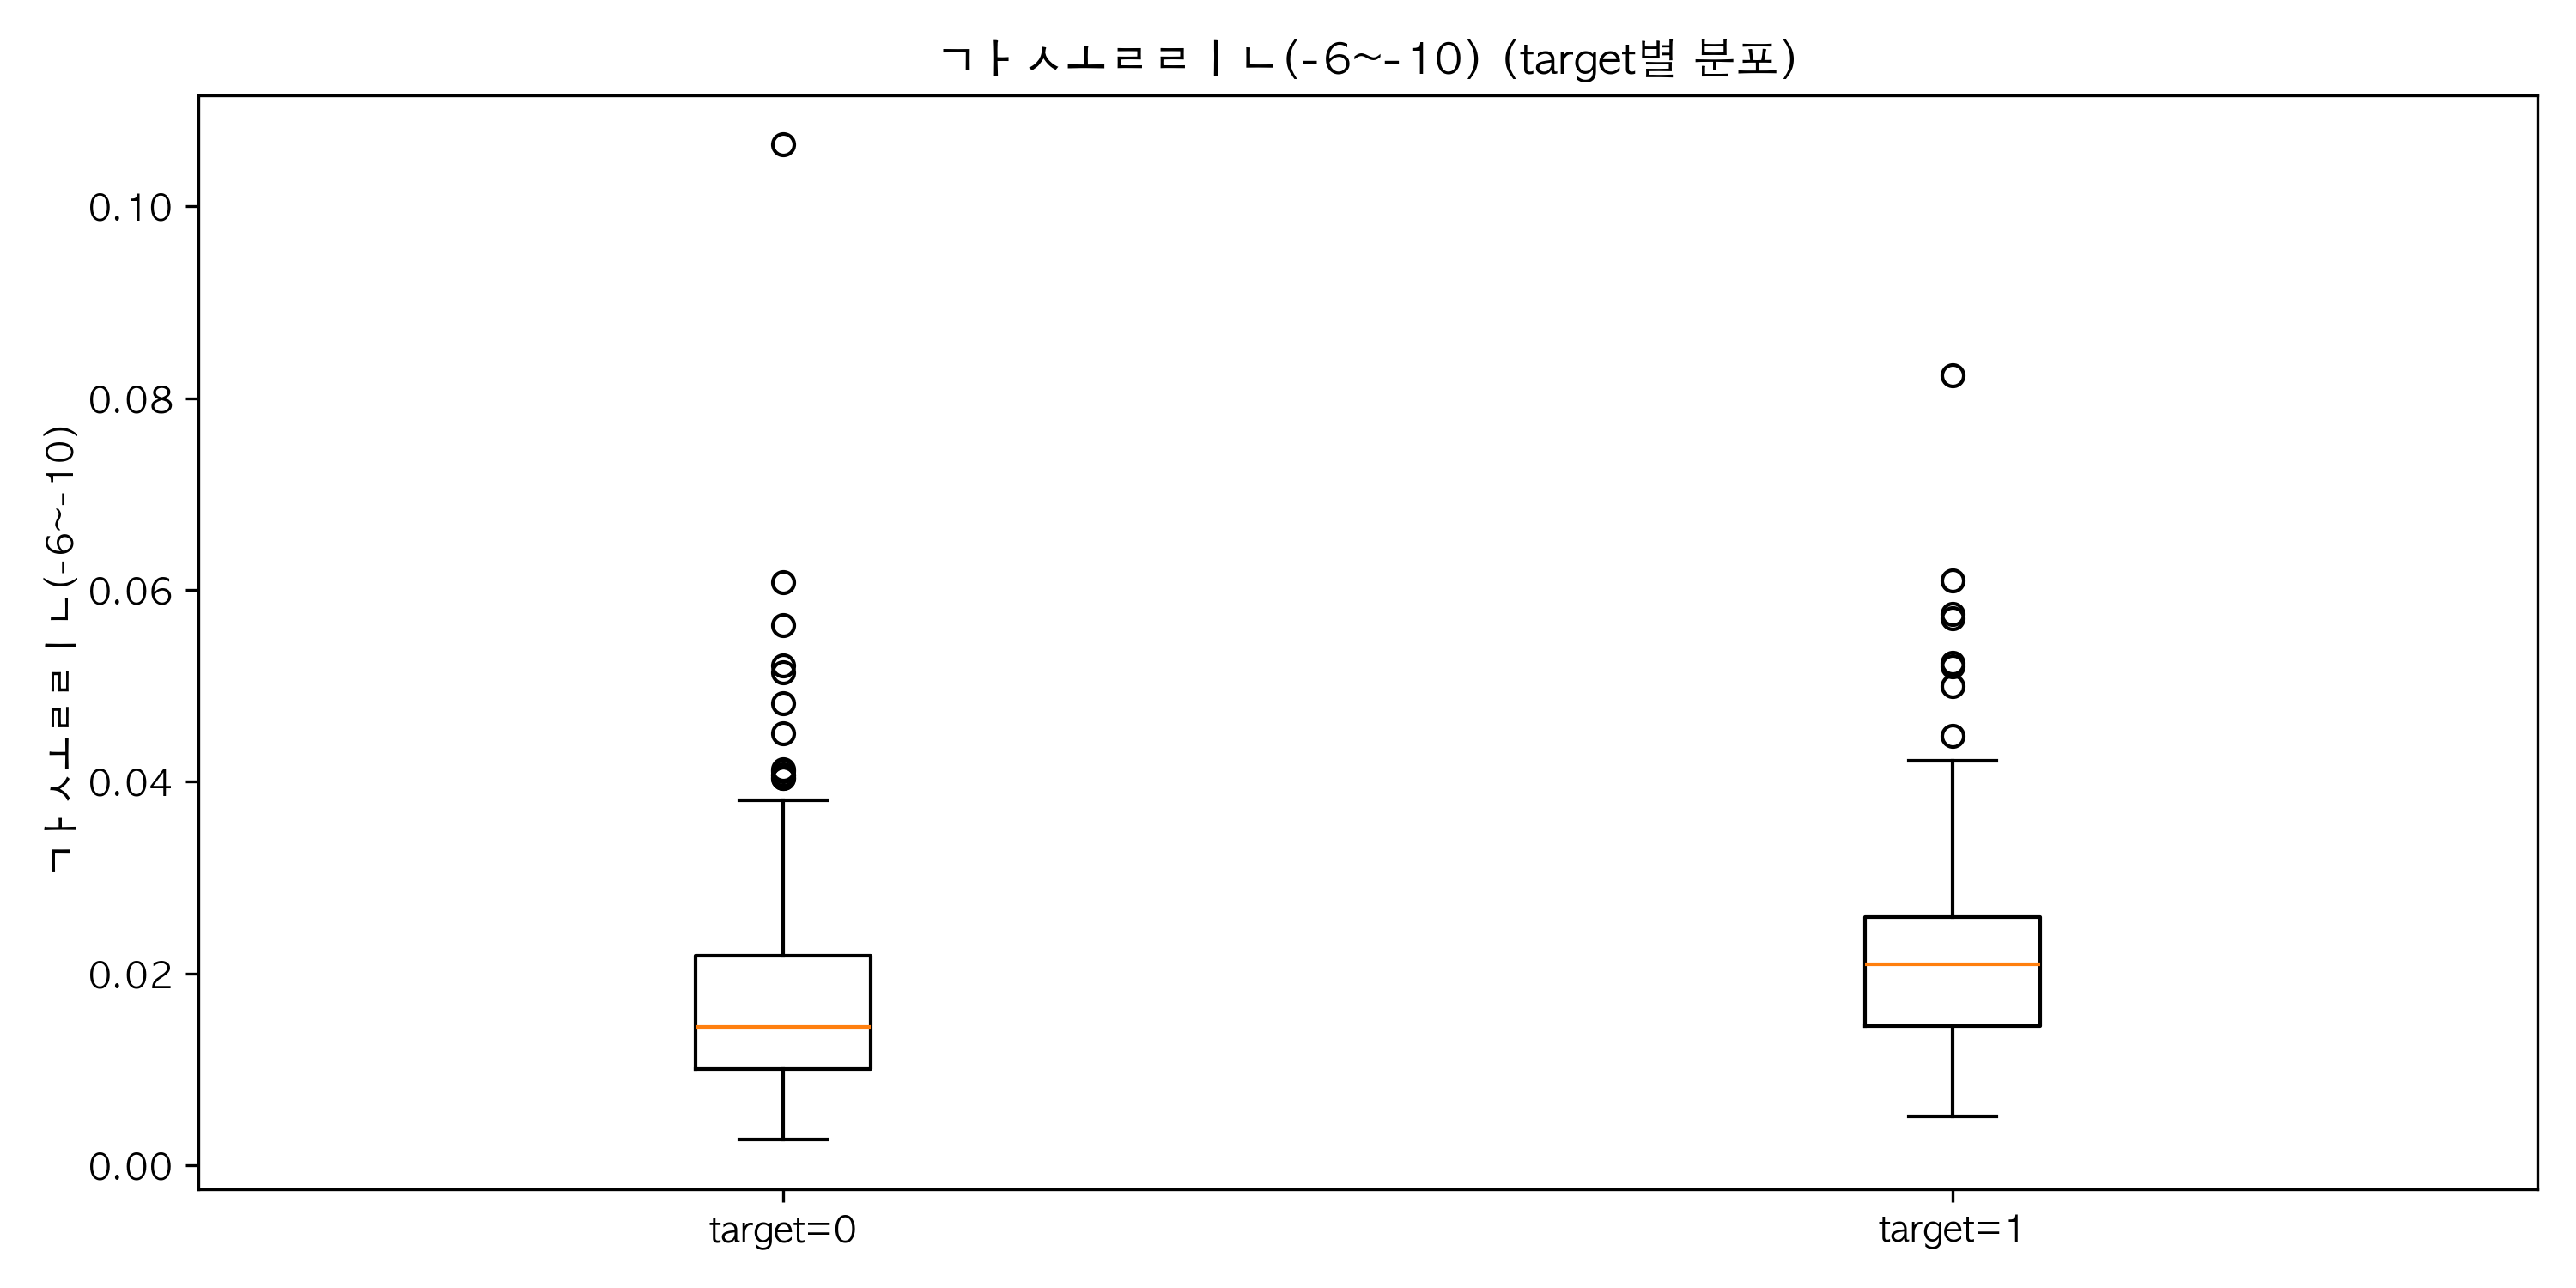 ㄱㅏㅅㅗㄹㄹㅣㄴ(-6~-10) (target별 분포)
ㄱㅏㅅㅗㄹㄹㅣㄴ(-6~-10)
0.10
0.08
0.06
0.04
0.02
0.00
target=0 target=1